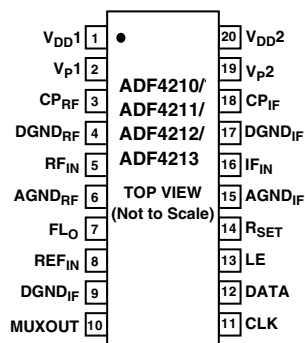 VDD1 1 20 VDD2
VP1 2 19 VP2
CPRF 3 18 CPIF
DGNDRF 4 17 DGNDIF
RFIN 5 16 IFIN
AGNDRF 6 15 AGNDIF
FLO 7 14 RSET
REFIN 8 13 LE
DGNDIF 9 12 DATA
MUXOUT 10 11 CLK
ADF4210/
ADF4211/
ADF4212/
ADF4213
TOP VIEW
(Not to Scale)